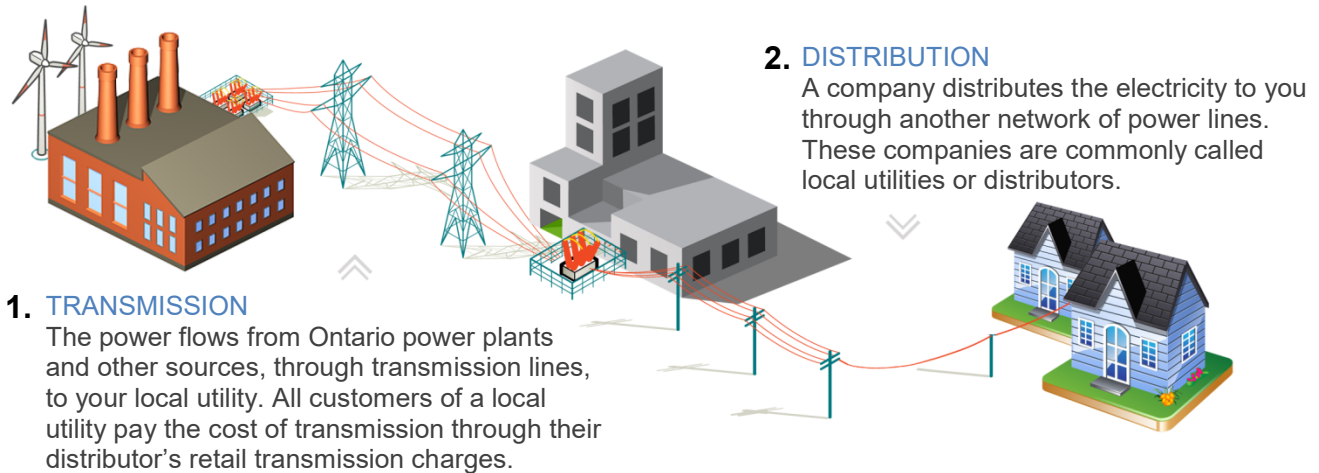 2. DISTRIBUTION
A company distributes the electricity to you
through another network of power lines.
These companies are commonly called
local utilities or distributors.
1. TRANSMISSION
The power flows from Ontario power plants
and other sources, through transmission lines,
to your local utility. All customers of a local
utility pay the cost of transmission through their
distributor’s retail transmission charges.